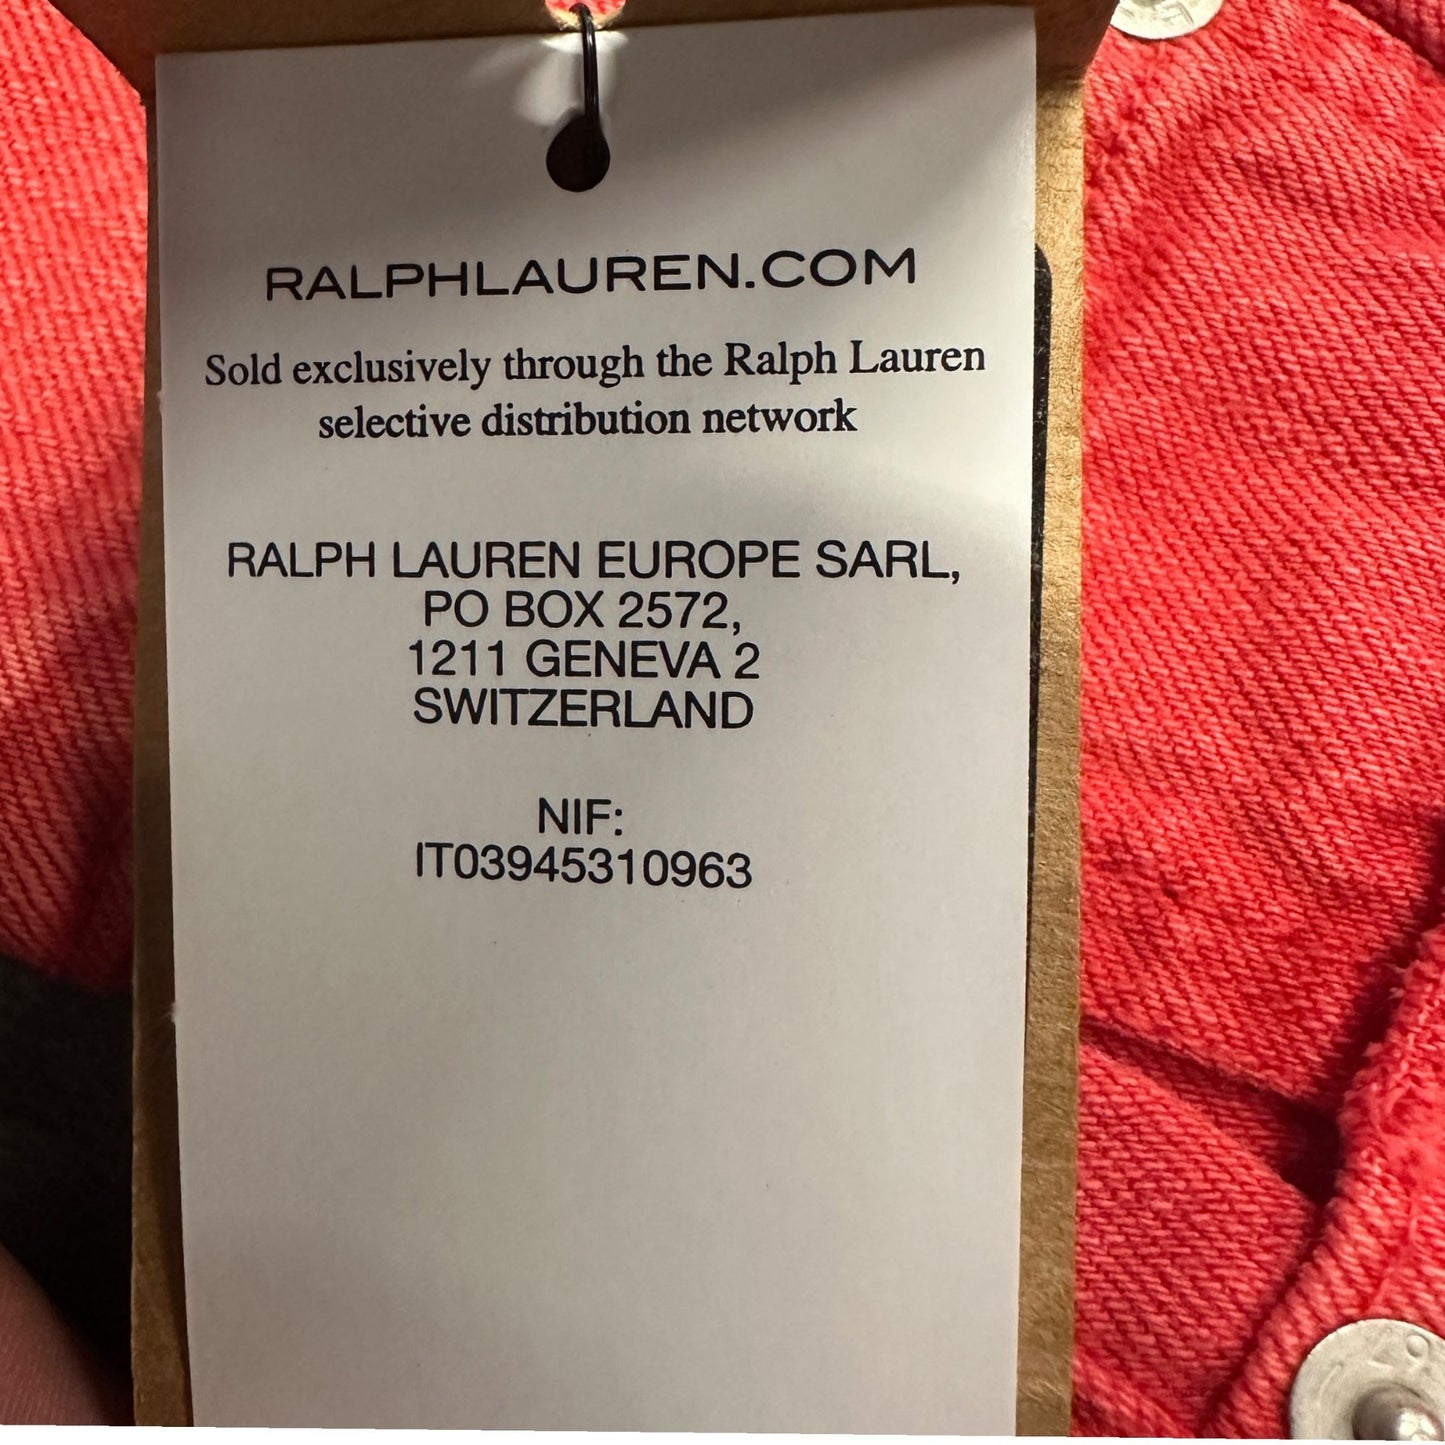 RALPHLAUREN.COM
Sold exclusively through the Ralph Lauren
selective distribution network
RALPH LAUREN EUROPE SARL,
PO BOX 2572,
1211 GENEVA 2
SWITZERLAND
NIF:
IT03945310963